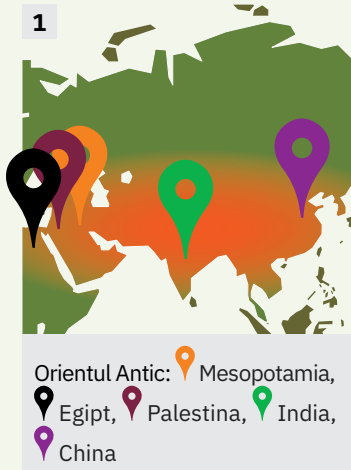 1
Orientul Antic: Mesopotamia,
Egipt, Palestina, India,
China